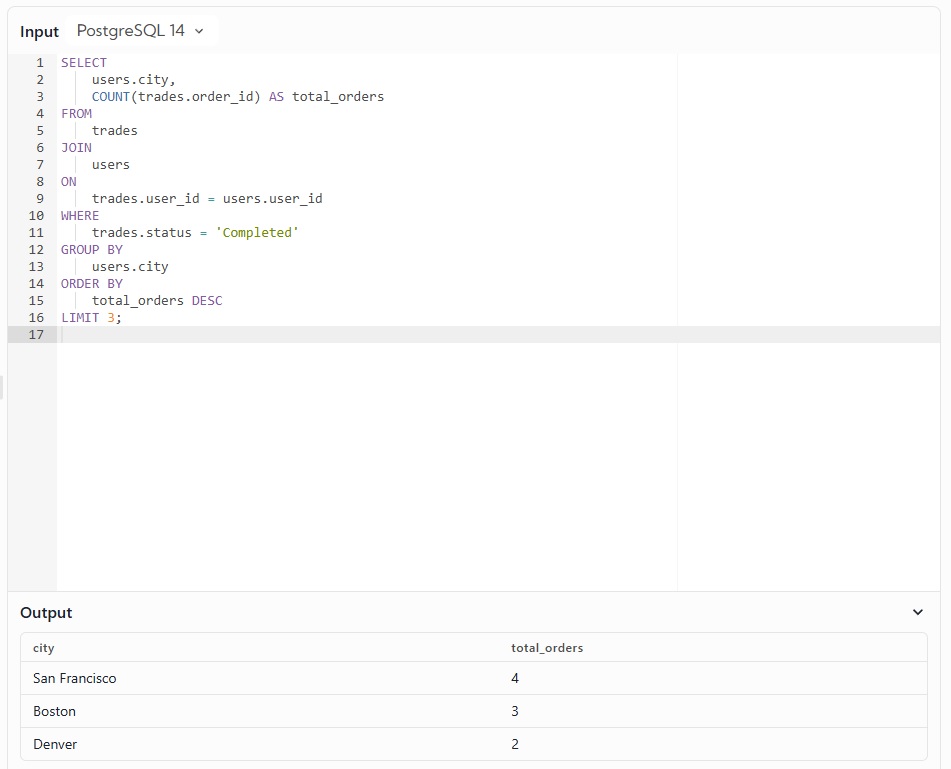 Input PostgreSQL 14
1 SELECT
2 users.city,
3 COUNT(trades.order_id) AS total_orders
4 FROM
5 trades
6 JOIN
7 users
8 ON
9 trades.user_id = users.user_id
10 WHERE
11 trades.status = 'Completed'
12 GROUP BY
13 users.city
14 ORDER BY
15 total_orders DESC
16 LIMIT 3;
17
Output
city total_orders
San Francisco 4
Boston 3
Denver 2